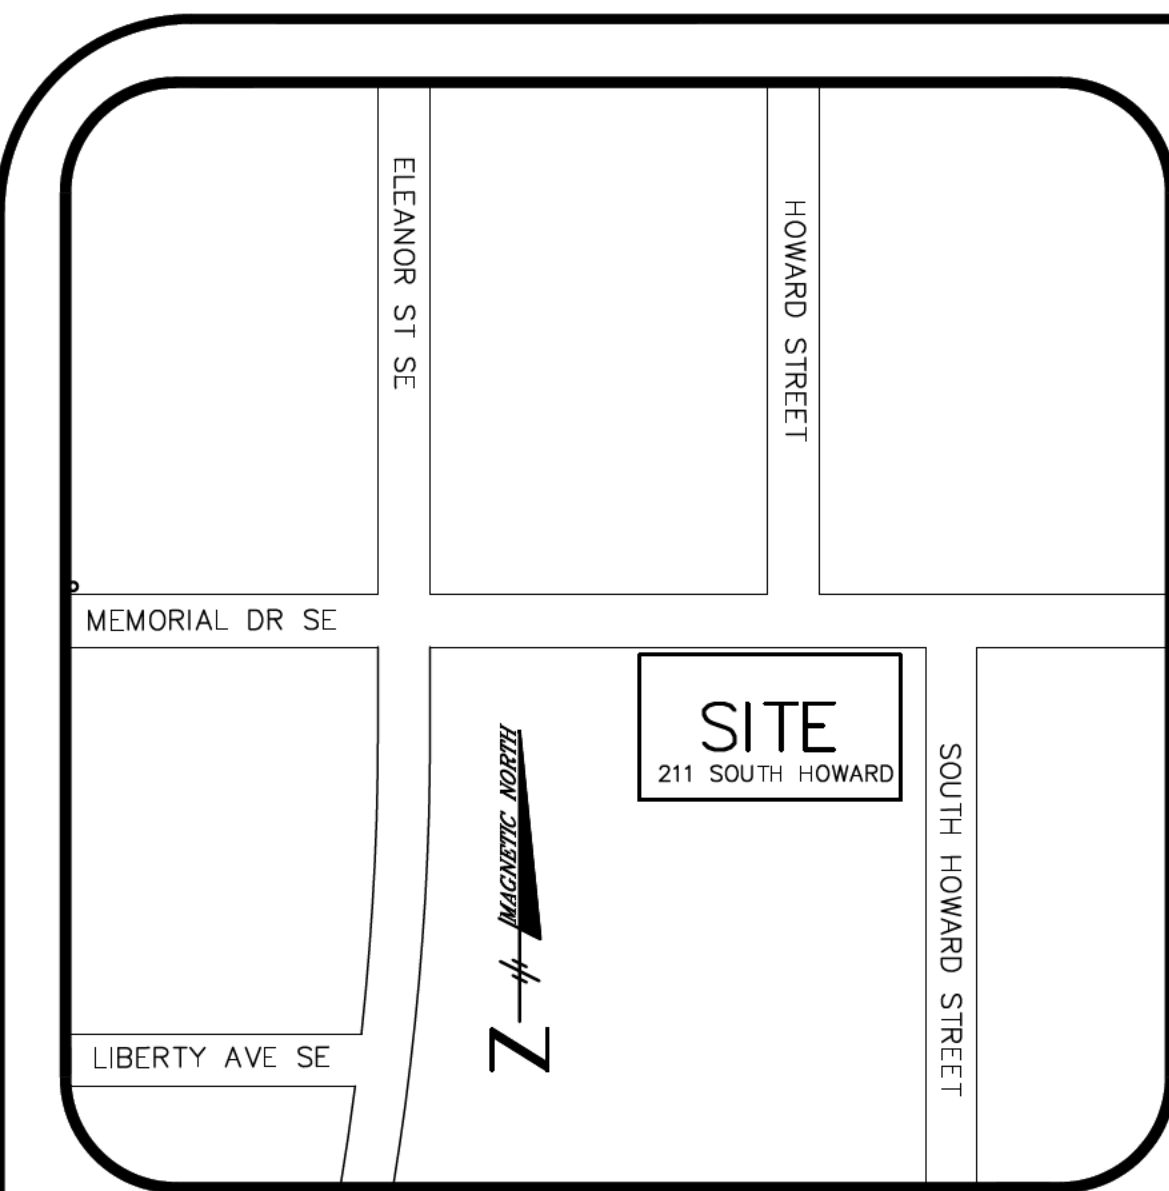 ELEANOR ST SE
HOWARD STREET
MEMORIAL DR SE
SITE
211 SOUTH HOWARD
MAGNETIC NORTH
N
SOUTH HOWARD STREET
LIBERTY AVE SE